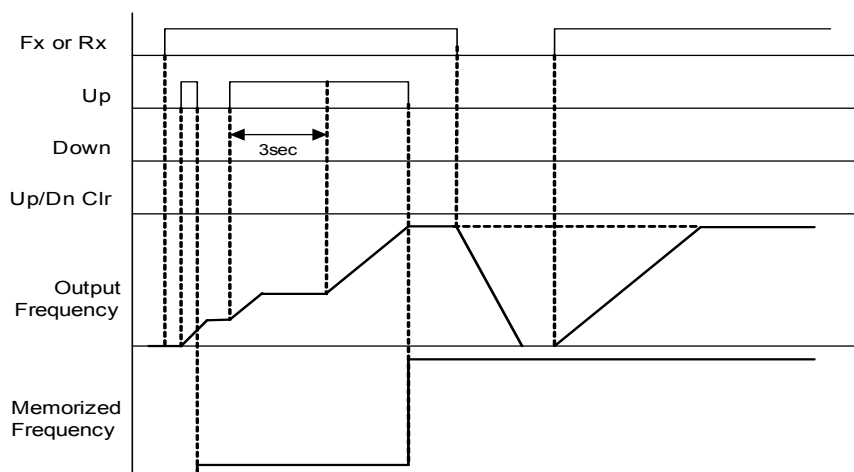 Fx or Rx
Up
Down
3sec
Up/Dn Clr
Output
Frequency
Memorized
Frequency